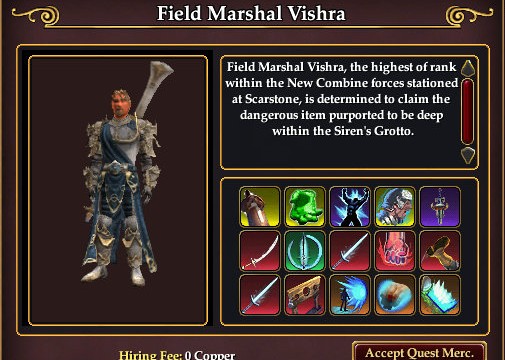 Field Marshal Vishra
Field Marshal Vishra, the highest of rank
within the New Combine forces stationed
at Scarstone, is determined to claim the
dangerous item purported to be deep
within the Siren's Grotto.
Hiring Fee: 0 Copper
Accept Quest Merc.